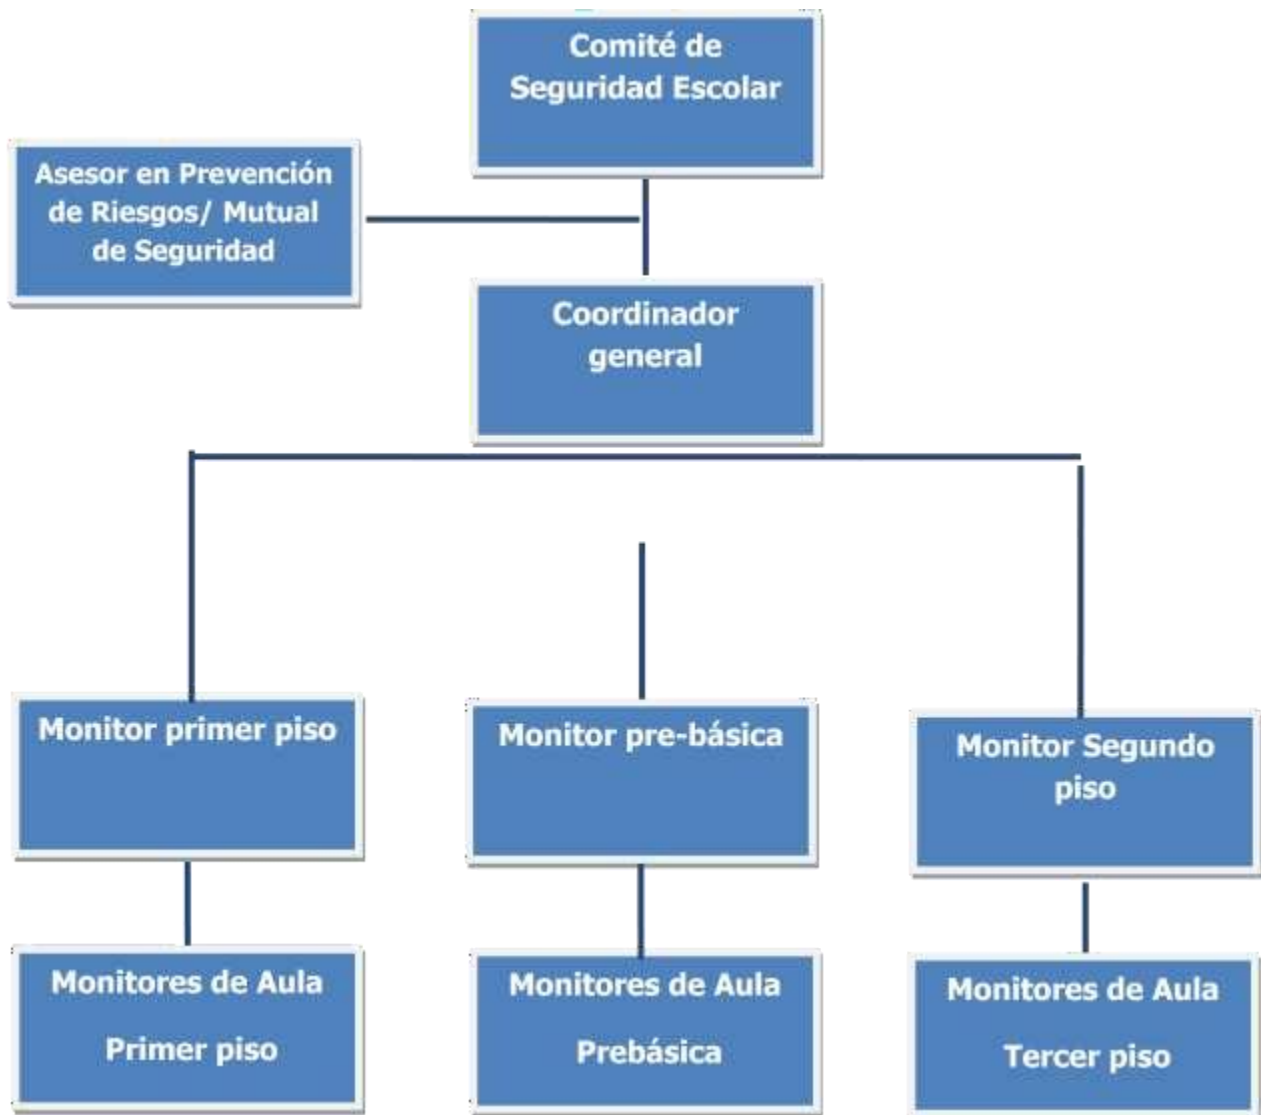 Comité de
Seguridad Escolar
Asesor en Prevención
de Riesgos/ Mutual
de Seguridad
Coordinador
general
Monitor primer piso
Monitor pre-básica
Monitor Segundo
piso
Monitores de Aula
Primer piso
Monitores de Aula
Prebásica
Monitores de Aula
Tercer piso